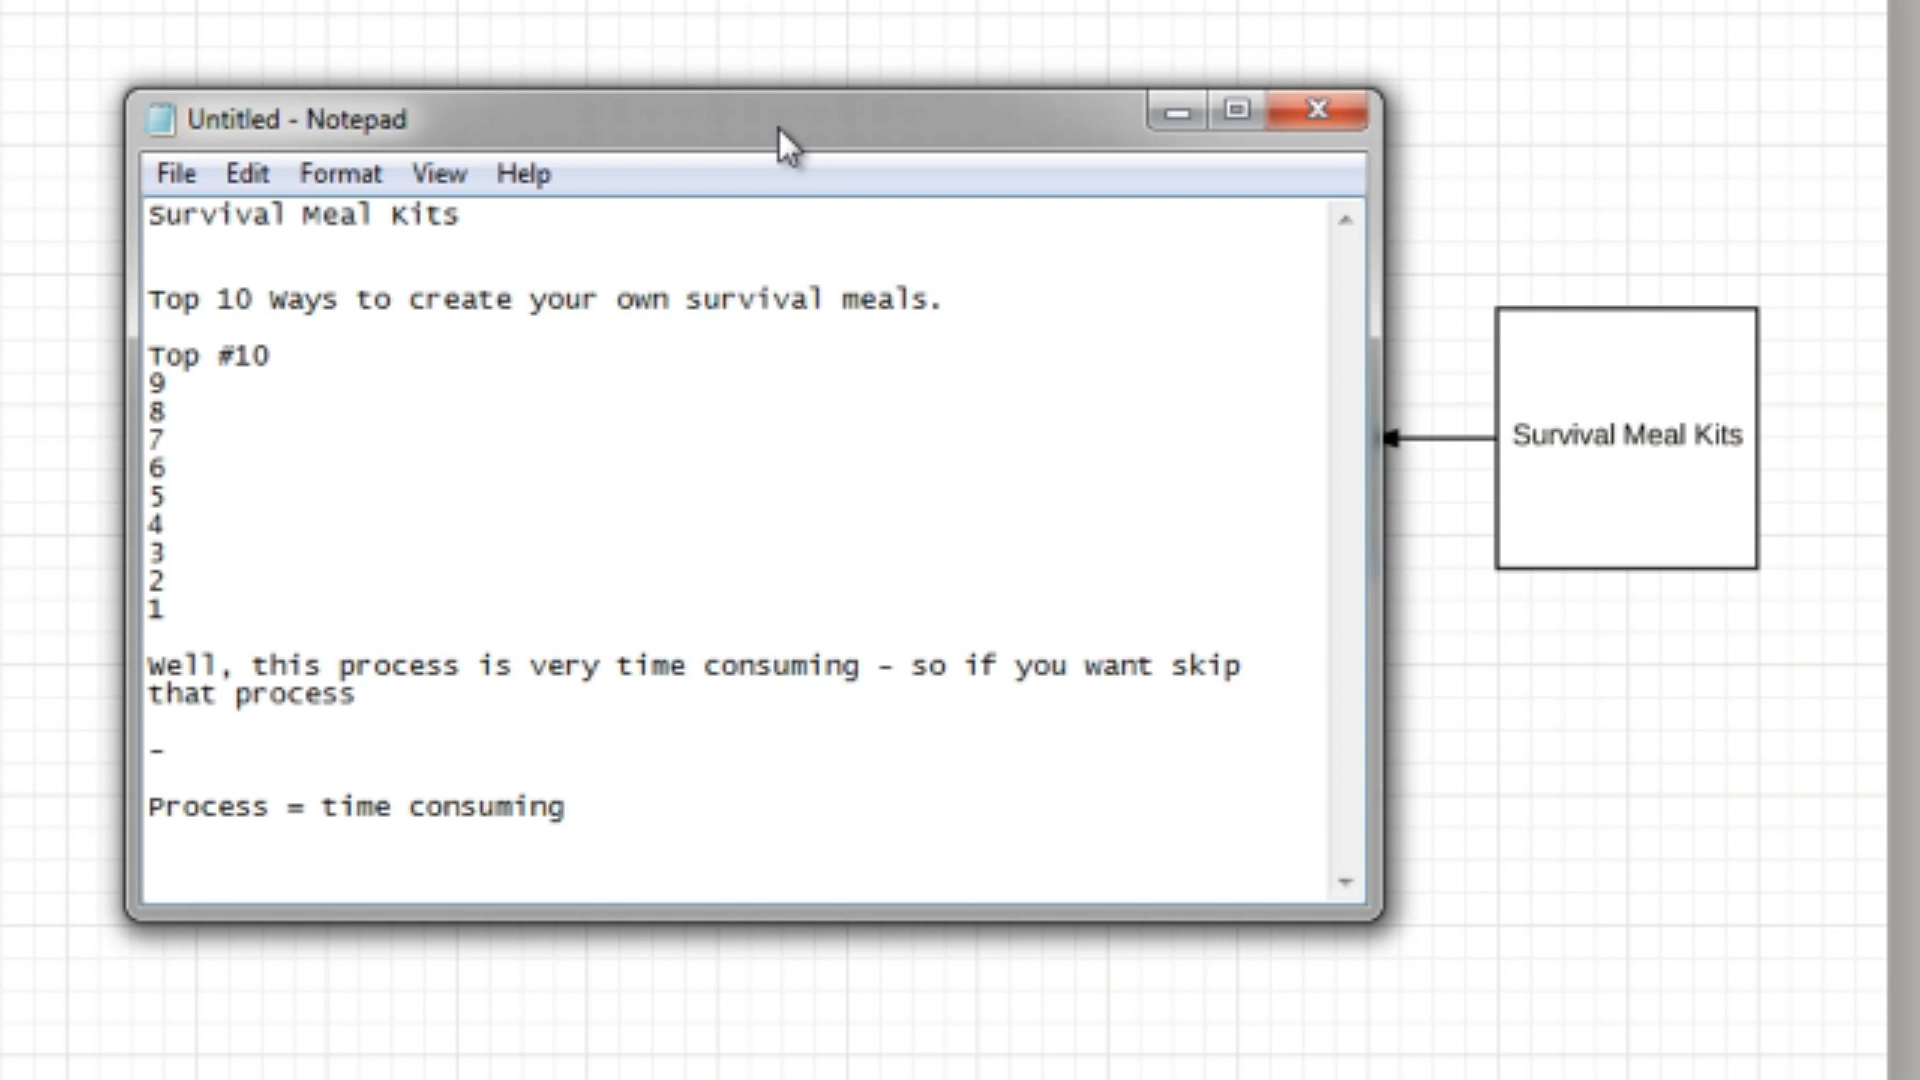 Untitled - Notepad
File Edit Format View Help
Survival Meal Kits
Top 10 Ways to create your own survival meals.
Top #10
9
8
7
6
5
4
3
2
1
Well, this process is very time consuming - so if you want skip
that process
-
Process = time consuming
Survival Meal Kits